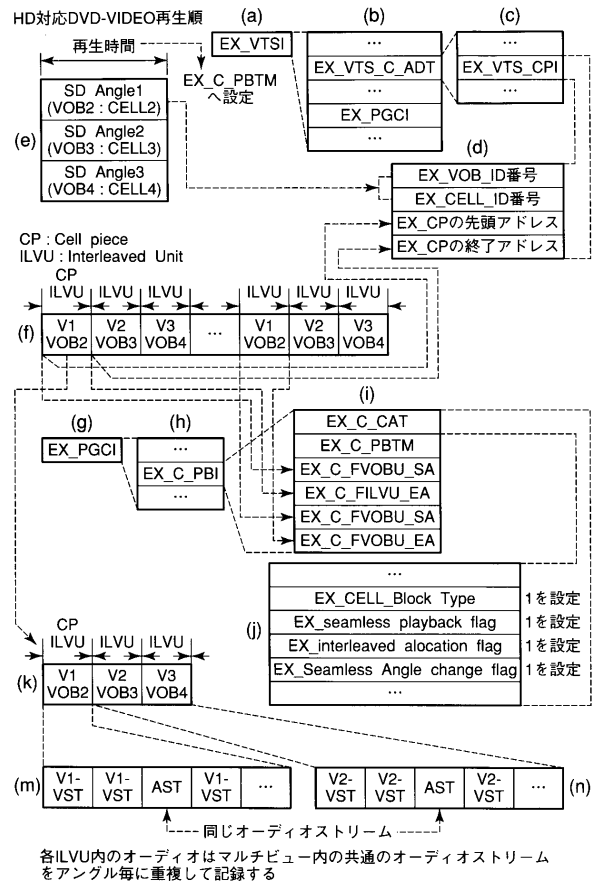 HD対応DVD-VIDEO再生順
(a)
EX_VTSI
(b)
...
EX_VTS_C_ADT
...
EX_PGCI
...
(c)
...
EX_VTS_CPI
...
再生時間
EX_C_PBTM
へ設定
(e)
SD Angle1
(VOB2 : CELL2)
SD Angle2
(VOB3 : CELL3)
SD Angle3
(VOB4 : CELL4)
(d)
EX_VOB_ID番号
EX_CELL_ID番号
EX_CPの先頭アドレス
EX_CPの終了アドレス
CP : Cell piece
ILVU : Interleaved Unit
CP
ILVU ILVU ILVU ILVU ILVU ILVU
(f)
V1 V2 V3 ... V1 V2 V3
VOB2 VOB3 VOB4 VOB2 VOB3 VOB4
(g)
EX_PGCI
(h)
...
EX_C_PBI
...
(i)
EX_C_CAT
EX_C_PBTM
EX_C_FVOBU_SA
EX_C_FILVU_EA
EX_C_FVOBU_SA
EX_C_FVOBU_EA
(j)
...
EX_CELL_Block Type 1を設定
EX_seamless playback flag 1を設定
EX_interleaved alocation flag 1を設定
EX_Seamless Angle change flag 1を設定
...
CP
ILVU ILVU ILVU
(k)
V1 V2 V3
VOB2 VOB3 VOB4
(m)
V1- V1- AST V1- ...
VST VST VST
V2- V2- AST V2- ...
VST VST VST
(n)
同じオーディオストリーム
各ILVU内のオーディオはマルチビュー内の共通のオーディオストリーム
をアングル毎に重複して記録する